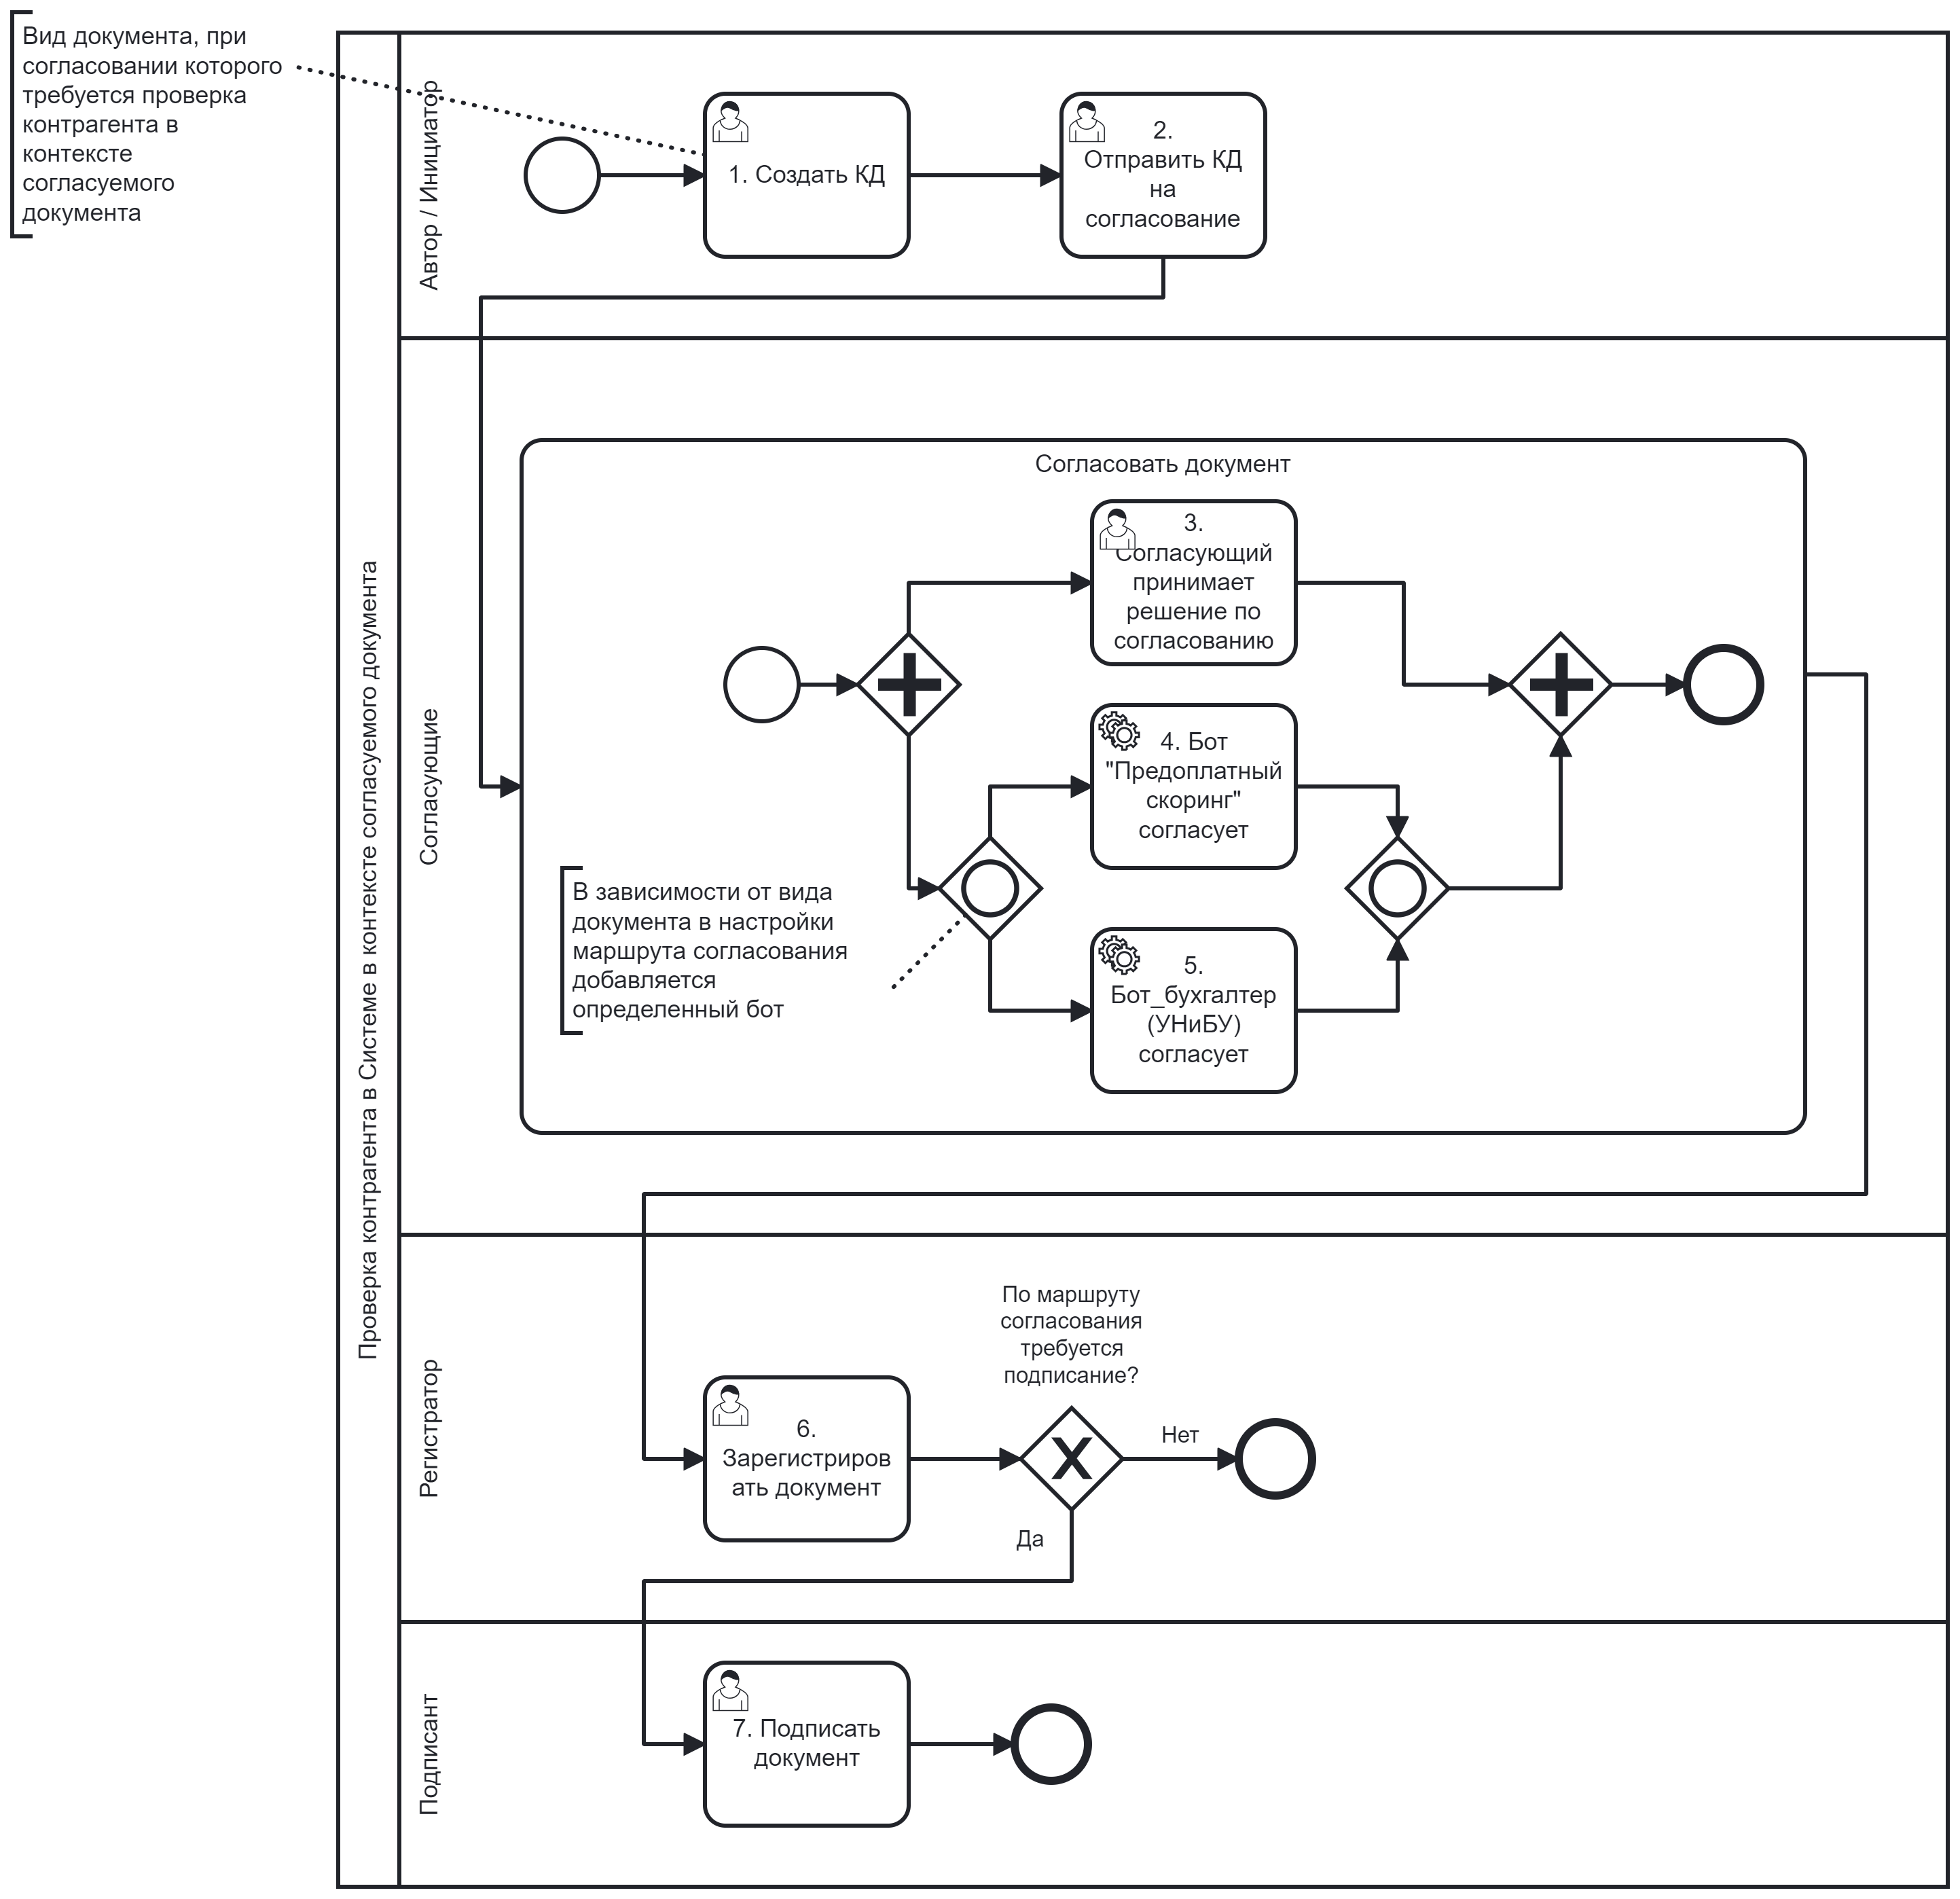 Вид документа, при
согласовании которого
требуется проверка
контрагента в
контексте
согласуемого
документа
Проверка контрагента в Системе в контексте согласуемого документа
Автор / Инициатор
1. Создать КД
2.
Отправить КД
на
согласование
Согласующие
Согласовать документ
3.
Согласующий
принимает
решение по
согласованию
4. Бот
"Предоплатный
скоринг"
согласует
В зависимости от вида
документа в настройки
маршрута согласования
добавляется
определенный бот
5.
Бот_бухгалтер
(УНиБУ)
согласует
Регистратор
6.
Зарегистриров
ать документ
По маршруту
согласования
требуется
подписание?
Нет
Да
Подписант
7. Подписать
документ